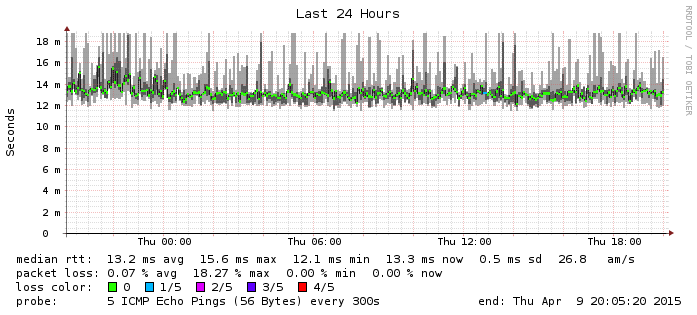 Last 24 Hours
RRDTOOL / TOBI OETIKER
Seconds
18 m
16 m
14 m
12 m
10 m
8 m
6 m
4 m
2 m
0
Thu 00:00 Thu 06:00 Thu 12:00 Thu 18:00
median rtt: 13.2 ms avg 15.6 ms max 12.1 ms min 13.3 ms now 0.5 ms sd 26.8 am/s
packet loss: 0.07 % avg 18.27 % max 0.00 % min 0.00 % now
loss color: 0 1/5 2/5 3/5 4/5
probe: 5 ICMP Echo Pings (56 Bytes) every 300s end: Thu Apr 9 20:05:20 2015